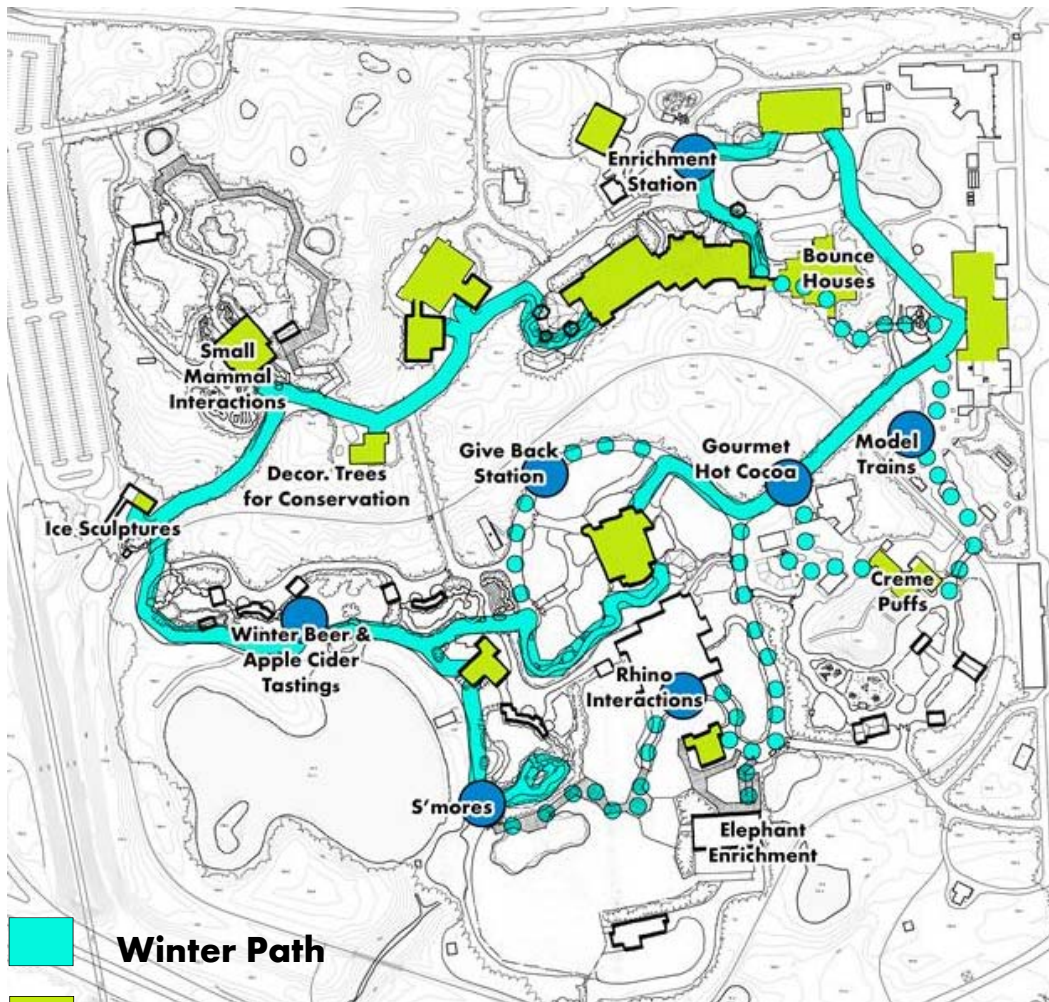 Enrichment
Station
Bounce
Houses
Small
Mammal
Interactions
Decor. Trees
for Conservation
Give Back
Station
Gourmet
Hot Cocoa
Model
Trains
Ice Sculptures
Creme
Puffs
Winter Beer &
Apple Cider
Tastings
Rhino
Interactions
S'mores
Elephant
Enrichment
Winter Path